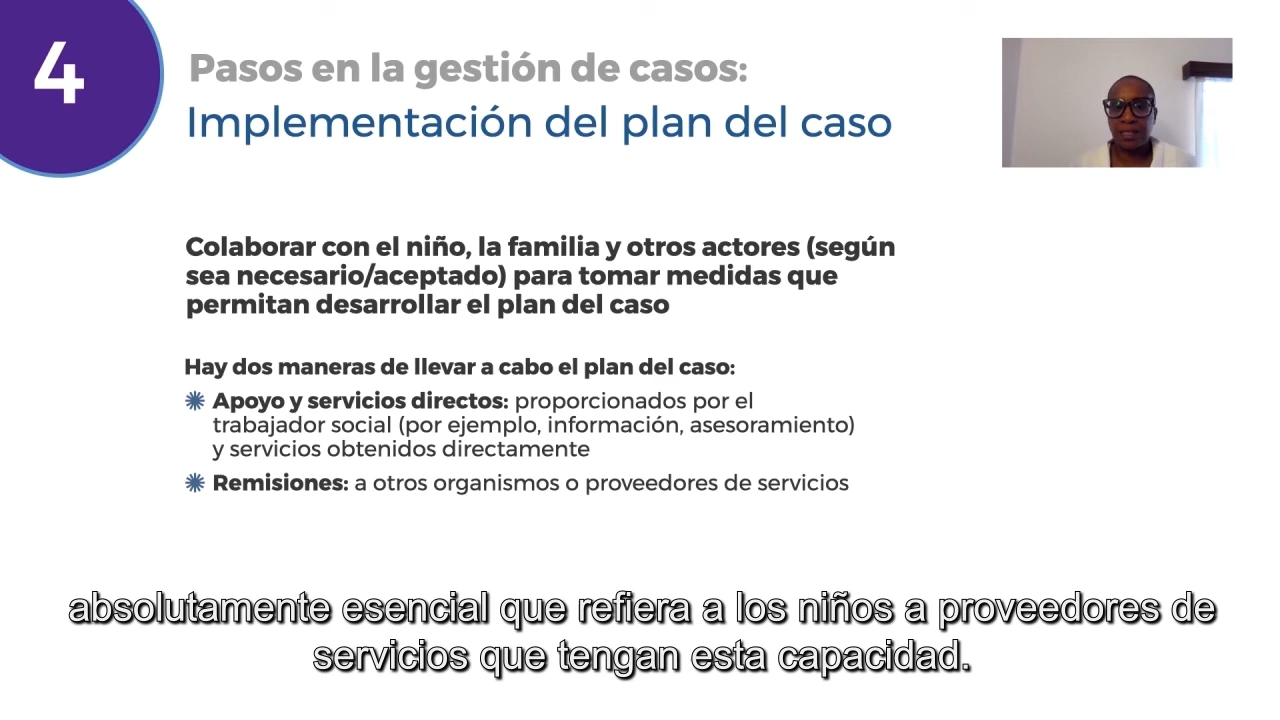 4
Pasos en la gestión de casos:
Implementación del plan del caso
Colaborar con el niño, la familia y otros actores (según
sea necesario/aceptado) para tomar medidas que
permitan desarrollar el plan del caso
Hay dos maneras de llevar a cabo el plan del caso:
Apoyo y servicios directos: proporcionados por el
trabajador social (por ejemplo, información, asesoramiento)
y servicios obtenidos directamente
Remisiones: a otros organismos o proveedores de servicios
absolutamente esencial que refiera a los niños a proveedores de
servicios que tengan esta capacidad.